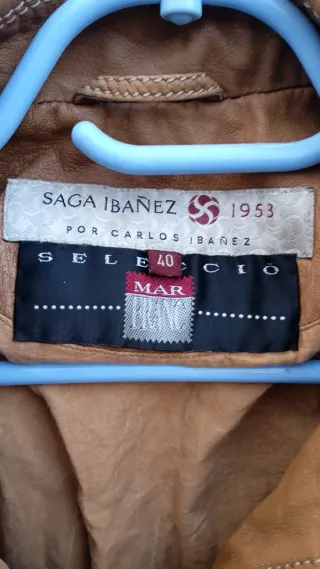 SAGA IBAÑEZ 1953
POR CARLOS IBAÑEZ
40
SELECCIÓ
MAR